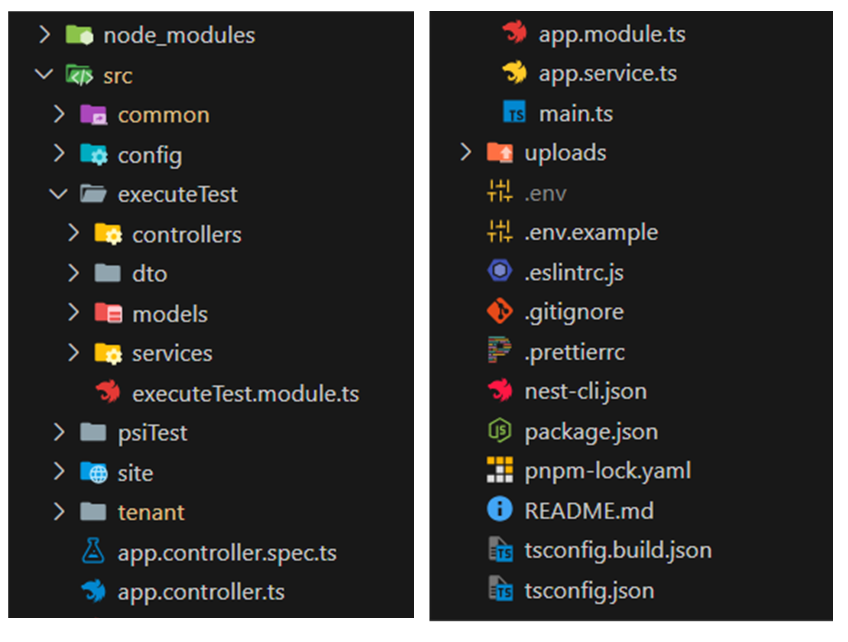 node_modules
src
common
config
executeTest
controllers
dto
models
services
executeTest.module.ts
psiTest
site
tenant
app.controller.spec.ts
app.controller.ts
app.module.ts
app.service.ts
main.ts
uploads
.env
.env.example
.eslintrc.js
.gitignore
.prettierrc
nest-cli.json
package.json
pnpm-lock.yaml
README.md
tsconfig.build.json
tsconfig.json